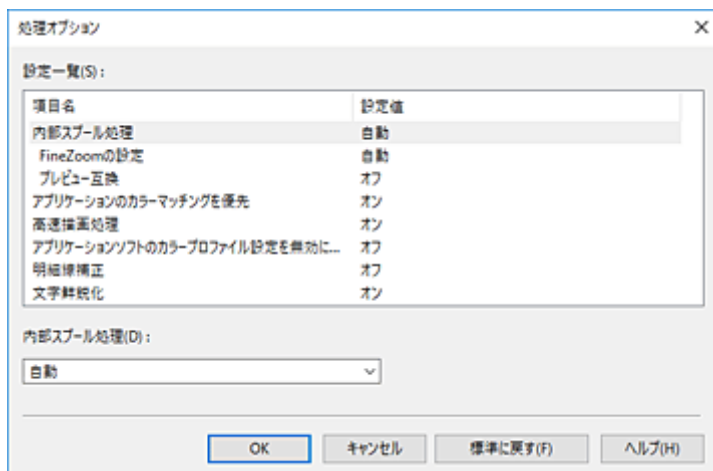 処理オプション
設定一覧(S):
項目名 設定値
内部スプール処理 自動
FineZoomの設定 自動
プレビュー互換 オフ
アプリケーションのカラーマッチングを優先 オン
高速描画処理 オン
アプリケーションソフトのカラープロファイル設定を無効に... オフ
明細線補正 オフ
文字鮮鋭化 オン
内部スプール処理(D):
自動
OK キャンセル 標準に戻す(F) ヘルプ(H)